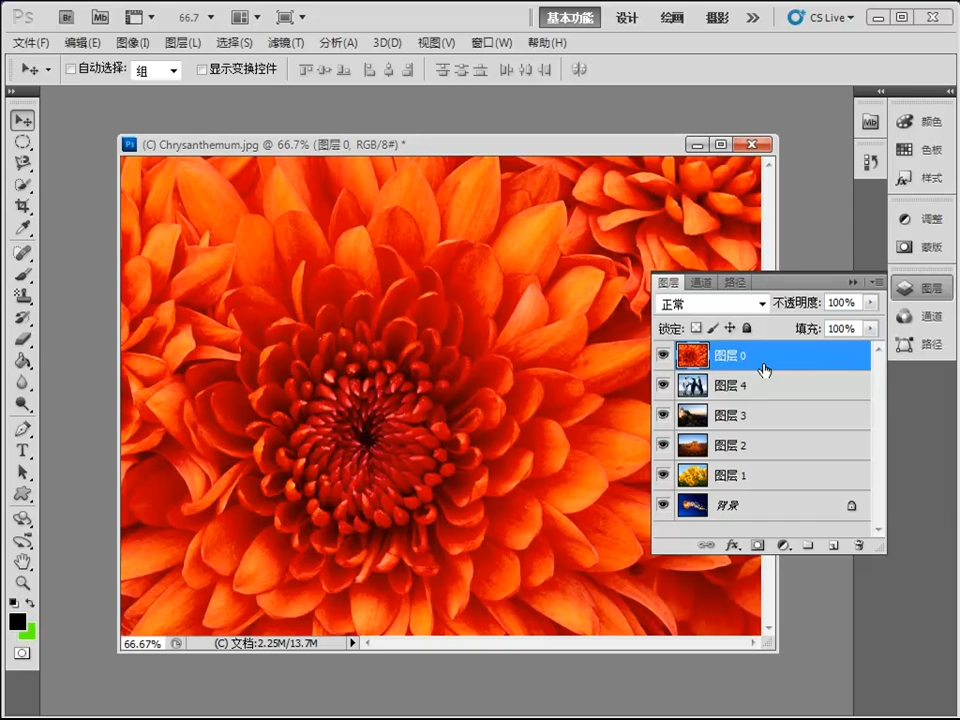 Ps Br Mb 66.7 基本功能 设计 绘画 摄影 CS Live
文件(F) 编辑(E) 图像(I) 图层(L) 选择(S) 滤镜(T) 分析(A) 3D(D) 视图(V) 窗口(W) 帮助(H)
自动选择: 组 显示变换控件
Mb 颜色
色板
样式
调整
蒙版
图层
通道
路径
Ps (C) Chrysanthemum.jpg @ 66.7% (图层 0, RGB/8#) *
图层 通道 路径
正常 不透明度: 100%
锁定: 填充: 100%
图层 0
图层 4
图层 3
图层 2
图层 1
背景
fx.
T
66.67% (C) 文档:2.25M/13.7M